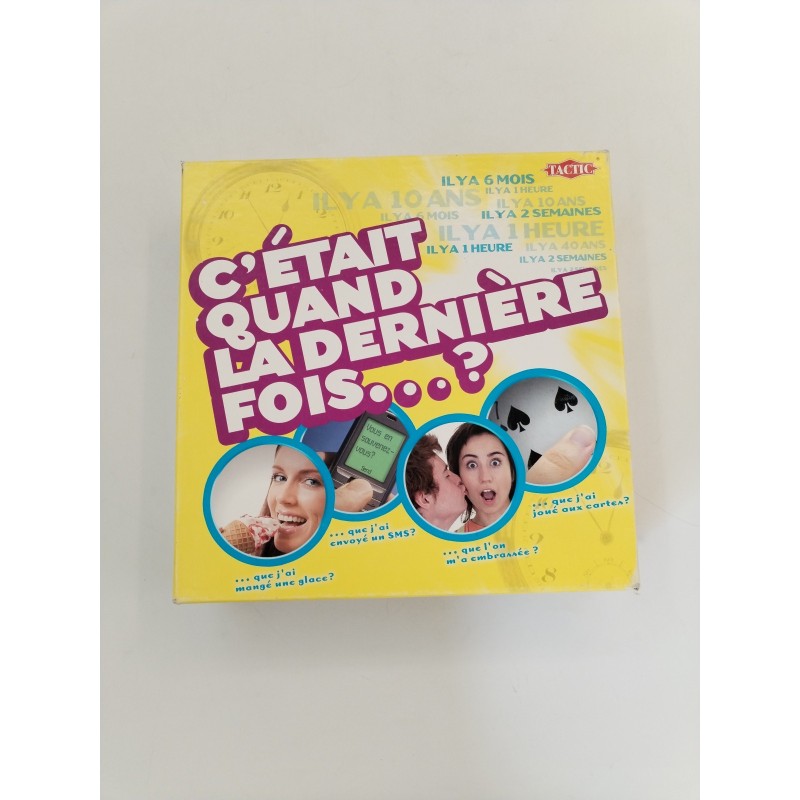 TACTIC
IL Y A 6 MOIS
IL Y A 1 HEURE
IL Y A 10 ANS
IL Y A 10 ANS
IL Y A 6 MOIS
IL Y A 2 SEMAINES
IL Y A 1 HEURE
IL Y A 1 HEURE
IL Y A 40 ANS
IL Y A 2 SEMAINES
C'ÉTAIT
QUAND
LA DERNIÈRE
FOIS...?
Vous en
souvenez-
vous?
... que j'ai
mangé une glace?
... que j'ai
envoyé un SMS?
... que l'on
m'a embrassée ?
... que j'ai
joué aux cartes?